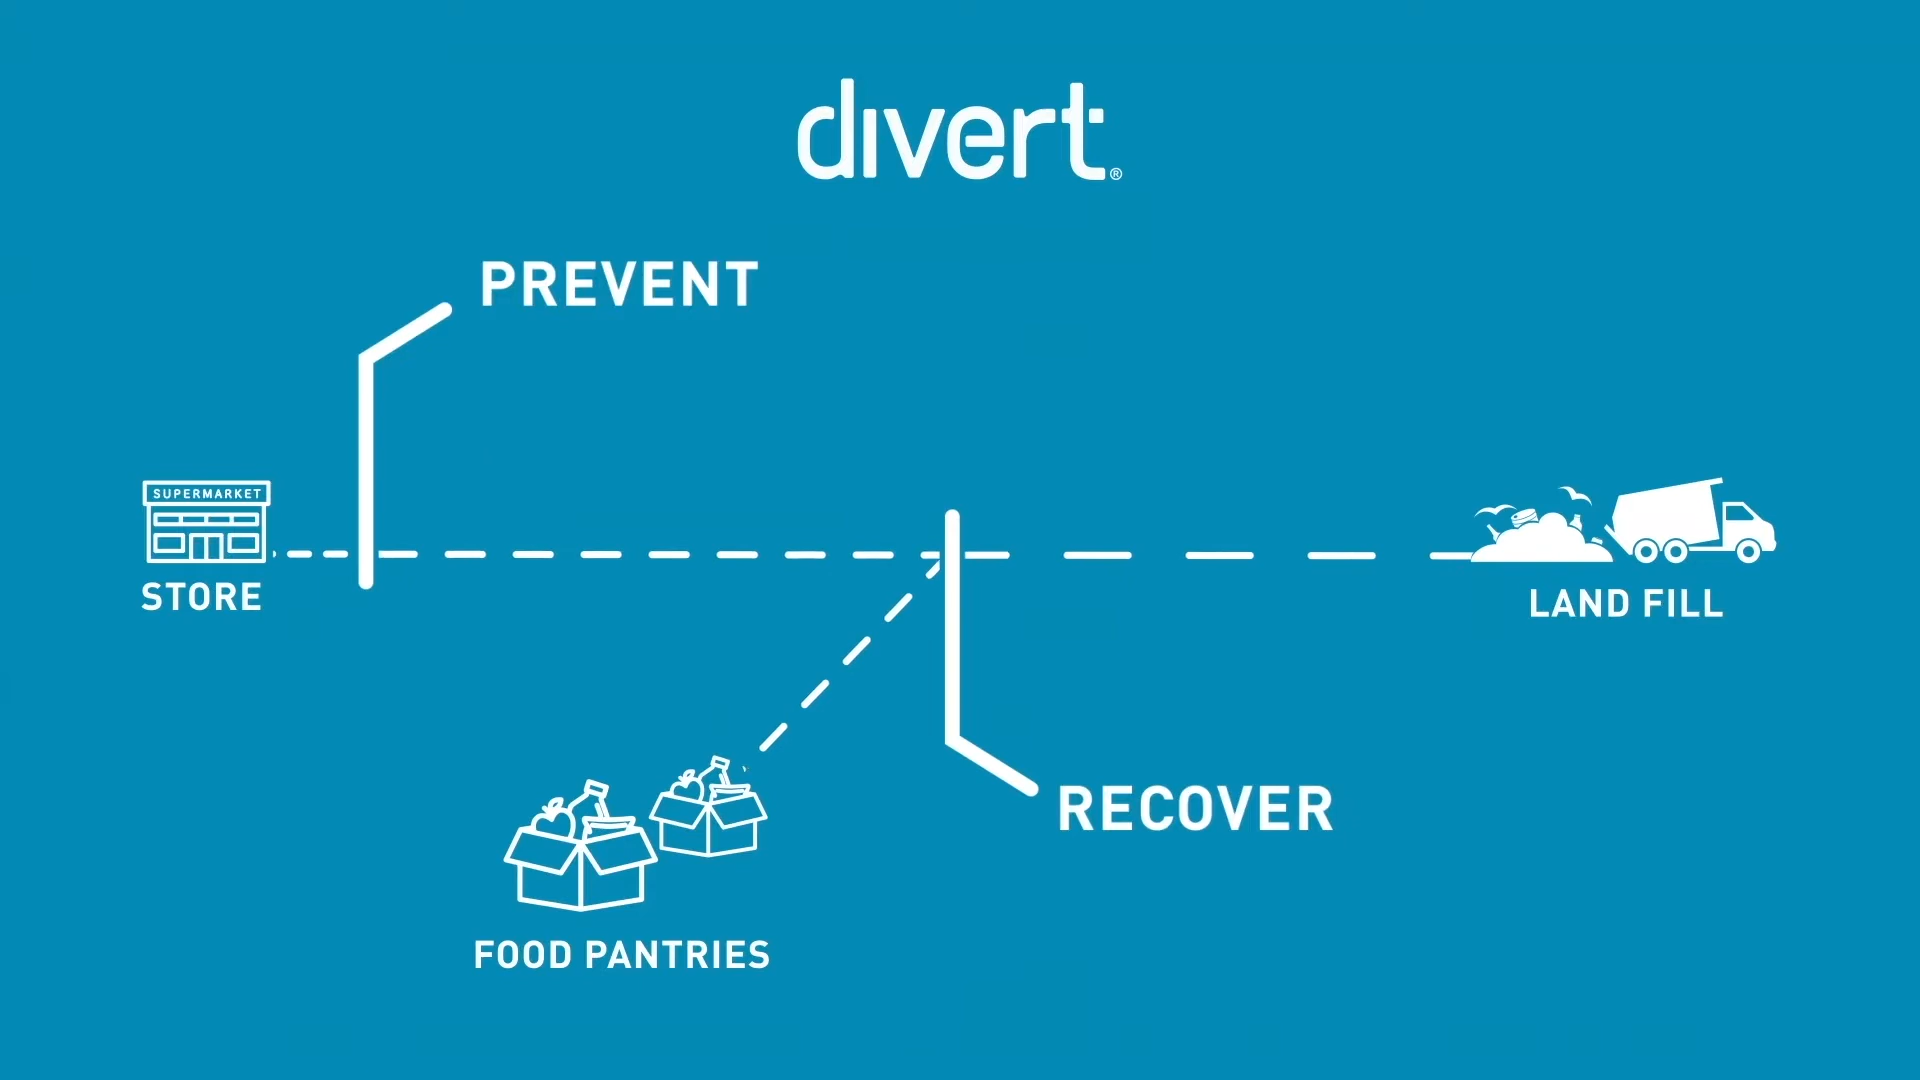 divert®
PREVENT
SUPERMARKET
STORE
LAND FILL
RECOVER
FOOD PANTRIES